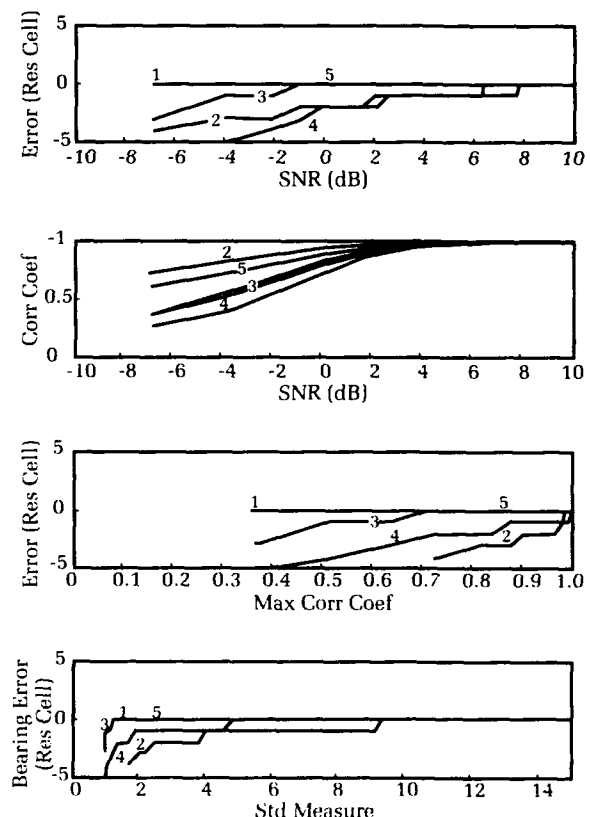 5
Error (Res Cell)
1
5
0
3
2
4
-5
-10 -8 -6 -4 -2 0 2 4 6 8 10
SNR (dB)
-1
2
Corr Coef
5
0.5
3
4
0
-10 -8 -6 -4 -2 0 2 4 6 8 10
SNR (dB)
5
Error (Res Cell)
1
5
0
3
4
2
-5
0 0.1 0.2 0.3 0.4 0.5 0.6 0.7 0.8 0.9 1.0
Max Corr Coef
5
Bearing Error
(Res Cell)
1
5
0
3
2
4
-5
0 2 4 6 8 10 12 14
Std Measure